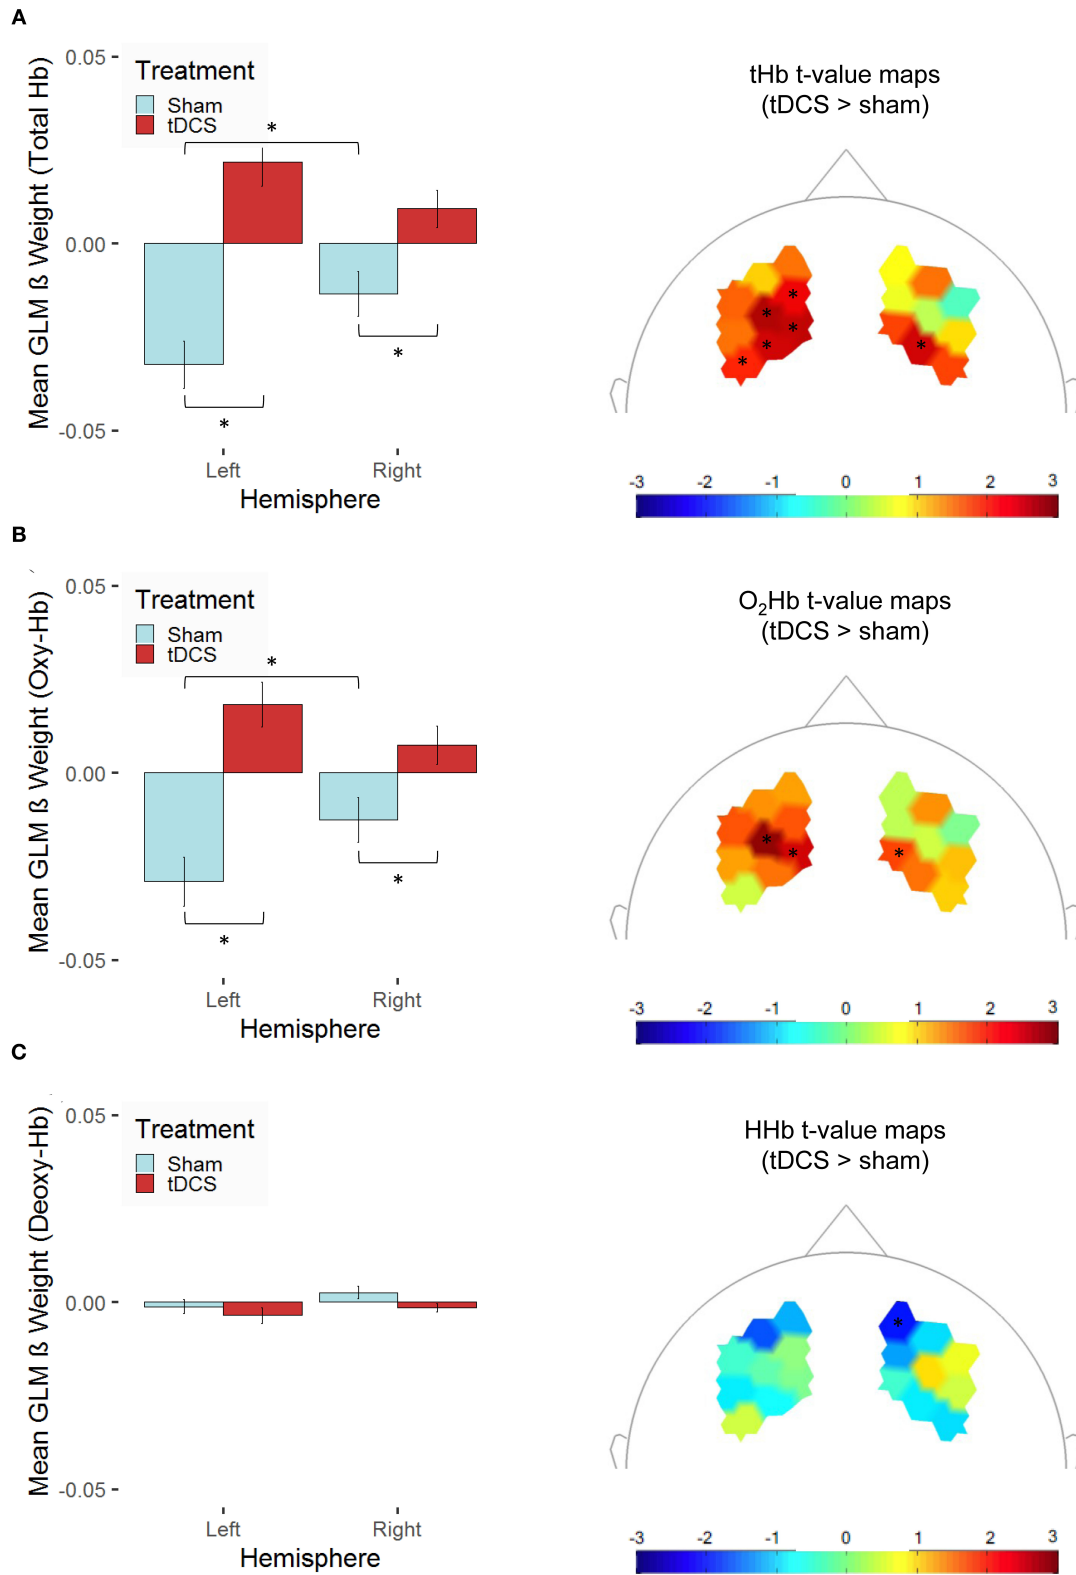 A
Mean GLM ß Weight (Total Hb)
0.05
0.00
-0.05
Treatment
Sham
tDCS
*
*
*
Left
Right
Hemisphere
tHb t-value maps
(tDCS > sham)
*
*
*
*
*
*
-3 -2 -1 0 1 2 3
B
Mean GLM ß Weight (Oxy-Hb)
0.05
0.00
-0.05
Treatment
Sham
tDCS
*
*
*
Left
Right
Hemisphere
O₂Hb t-value maps
(tDCS > sham)
*
*
*
-3 -2 -1 0 1 2 3
C
Mean GLM ß Weight (Deoxy-Hb)
0.05
0.00
-0.05
Treatment
Sham
tDCS
Left
Right
Hemisphere
HHb t-value maps
(tDCS > sham)
*
-3 -2 -1 0 1 2 3